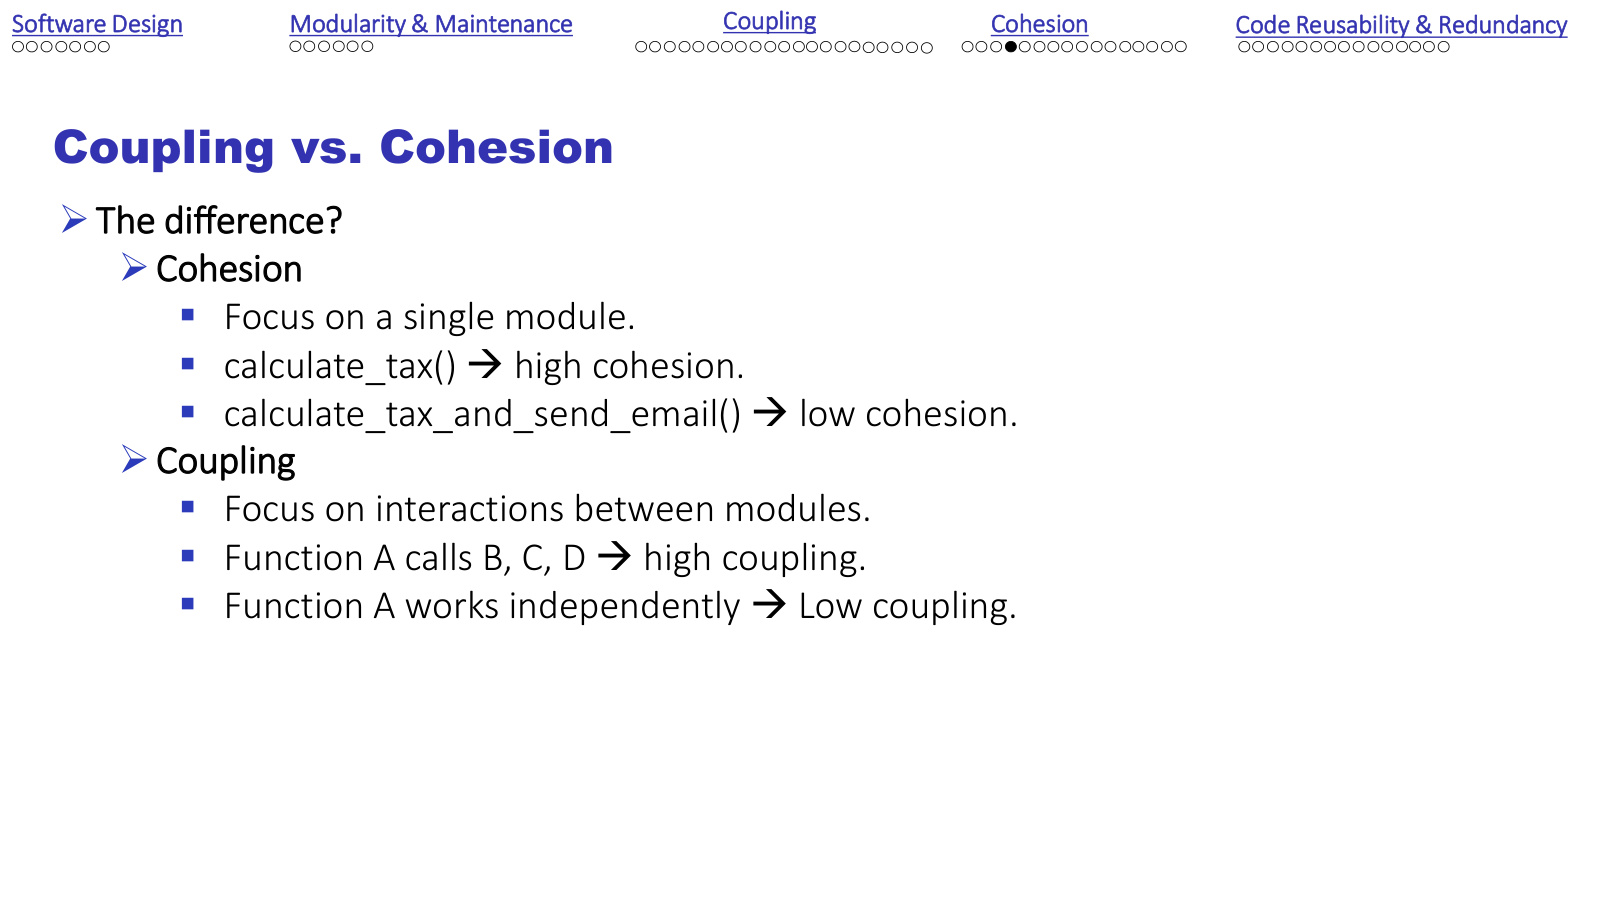 Software Design
Modularity & Maintenance
Coupling
Cohesion
Code Reusability & Redundancy
Coupling vs. Cohesion
The difference?
Cohesion
Focus on a single module.
calculate_tax() → high cohesion.
calculate_tax_and_send_email() → low cohesion.
Coupling
Focus on interactions between modules.
Function A calls B, C, D → high coupling.
Function A works independently → Low coupling.